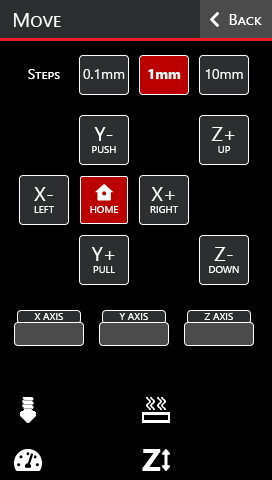 Move
Back
Steps 0.1mm 1mm 10mm
Y-
PUSH
Z+
UP
X-
LEFT
HOME
X+
RIGHT
Y+
PULL
Z-
DOWN
X AXIS Y AXIS Z AXIS
Z